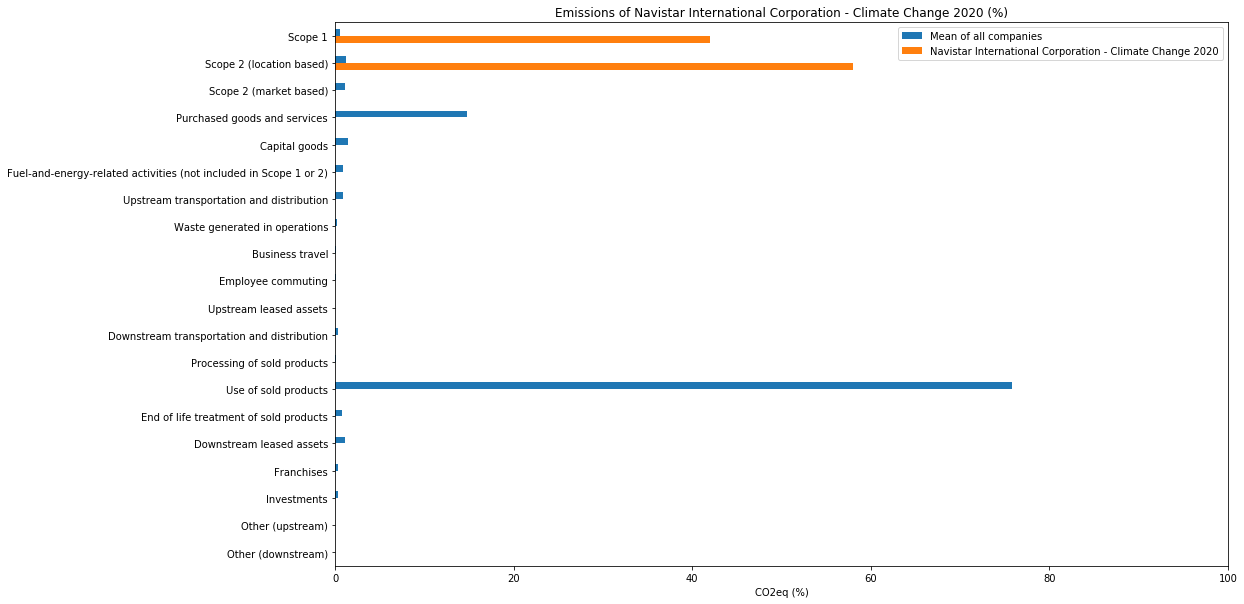 Emissions of Navistar International Corporation - Climate Change 2020 (%)
Mean of all companies
Navistar International Corporation - Climate Change 2020
Scope 1
Scope 2 (location based)
Scope 2 (market based)
Purchased goods and services
Capital goods
Fuel-and-energy-related activities (not included in Scope 1 or 2)
Upstream transportation and distribution
Waste generated in operations
Business travel
Employee commuting
Upstream leased assets
Downstream transportation and distribution
Processing of sold products
Use of sold products
End of life treatment of sold products
Downstream leased assets
Franchises
Investments
Other (upstream)
Other (downstream)
0 20 40 60 80 100
CO2eq (%)